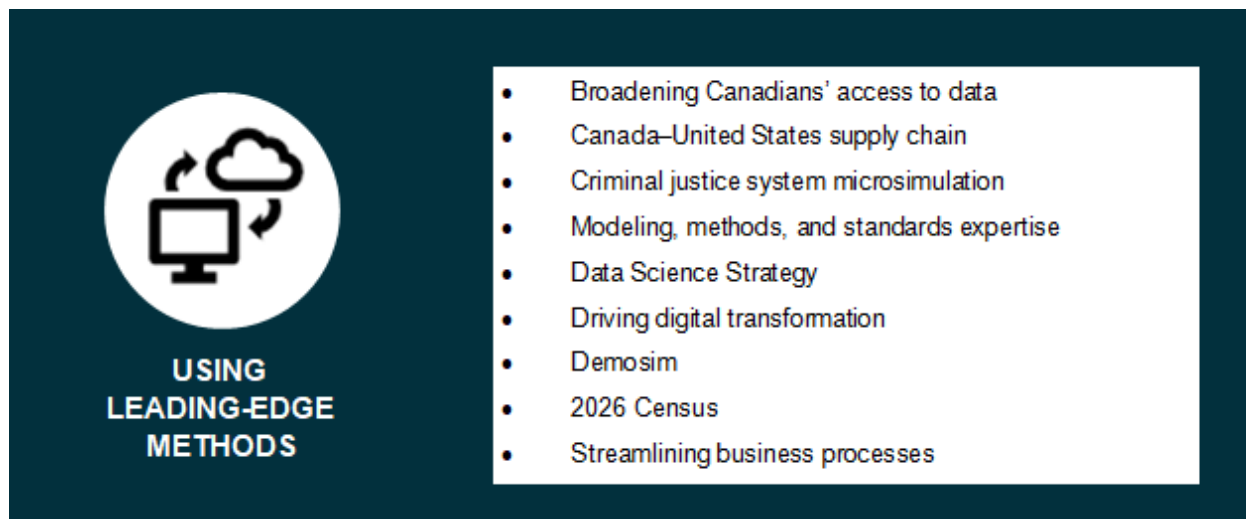 USING
LEADING-EDGE
METHODS
• Broadening Canadians’ access to data
• Canada–United States supply chain
• Criminal justice system microsimulation
• Modeling, methods, and standards expertise
• Data Science Strategy
• Driving digital transformation
• Demosim
• 2026 Census
• Streamlining business processes